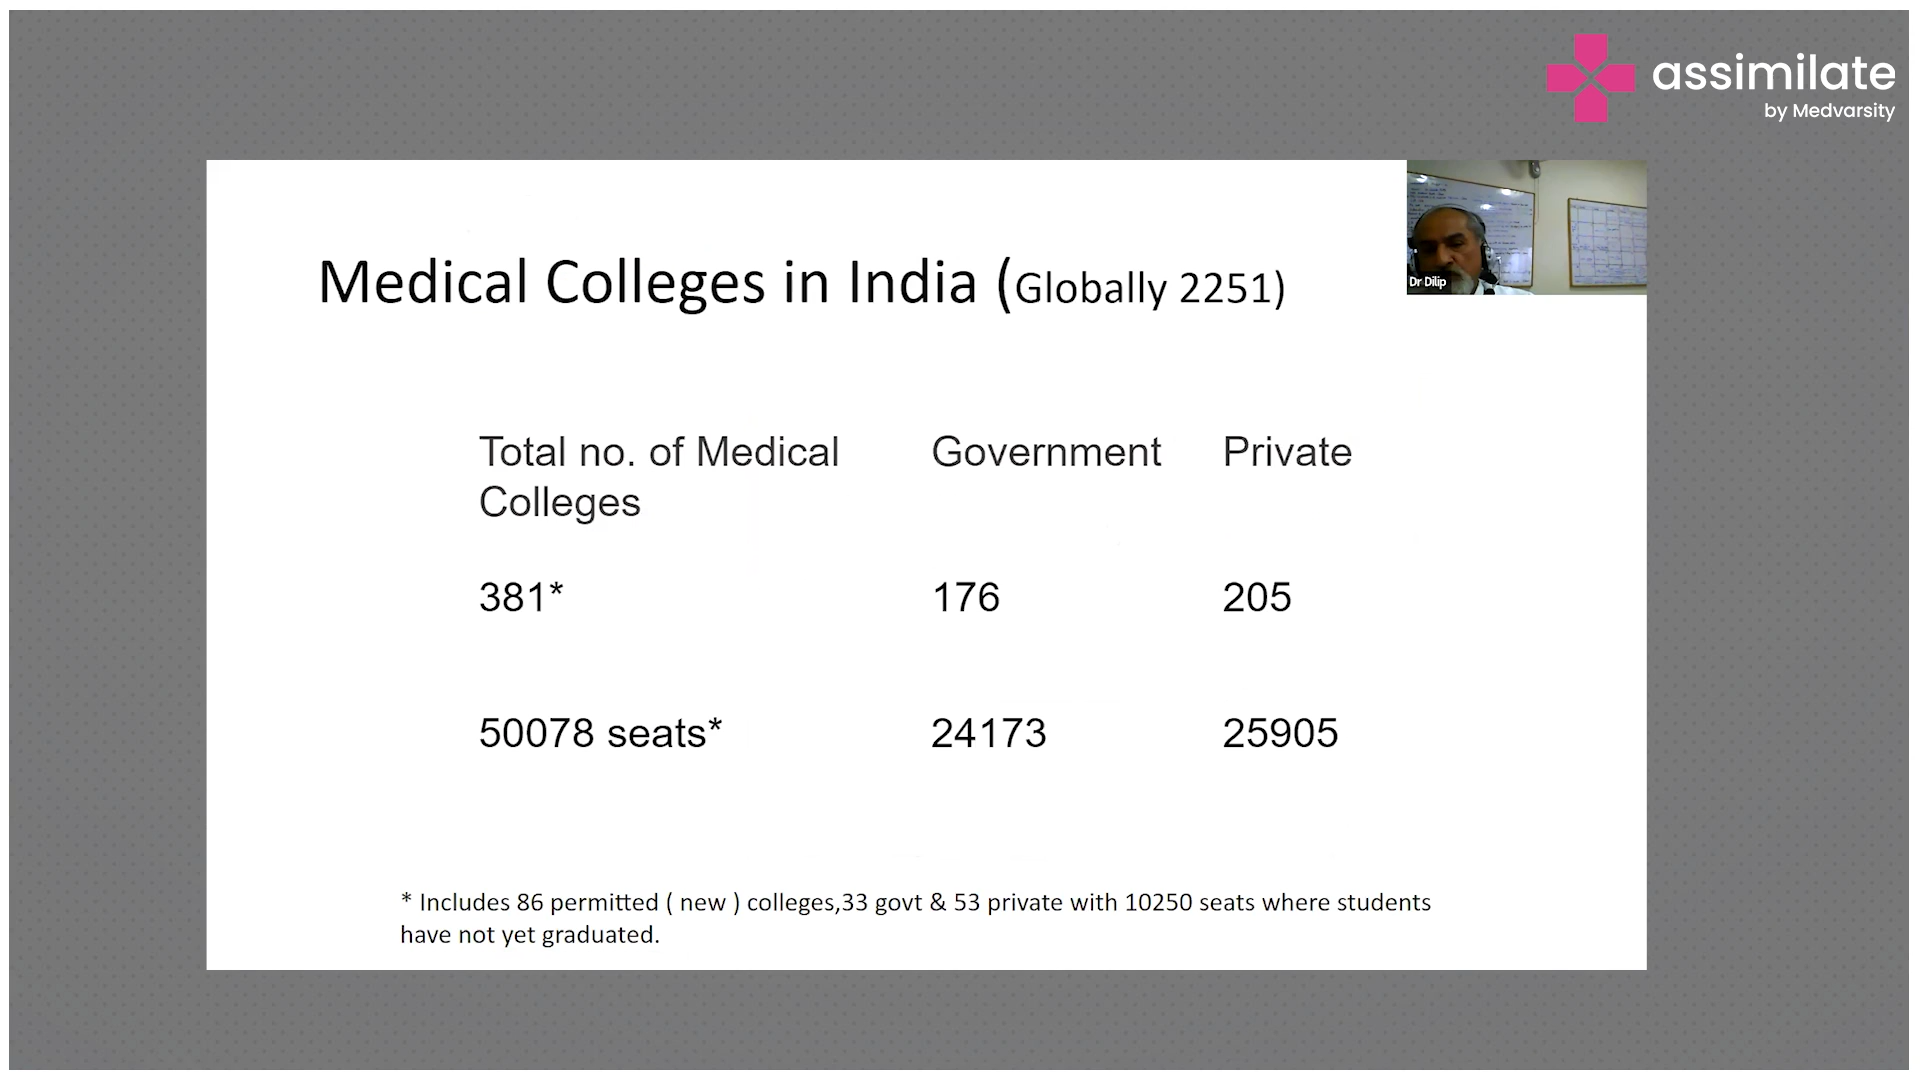 assimilate
by Medvarsity
Medical Colleges in India (Globally 2251)
Dr Dilip
Total no. of Medical Colleges Government Private
381* 176 205
50078 seats* 24173 25905
* Includes 86 permitted ( new ) colleges,33 govt & 53 private with 10250 seats where students
have not yet graduated.